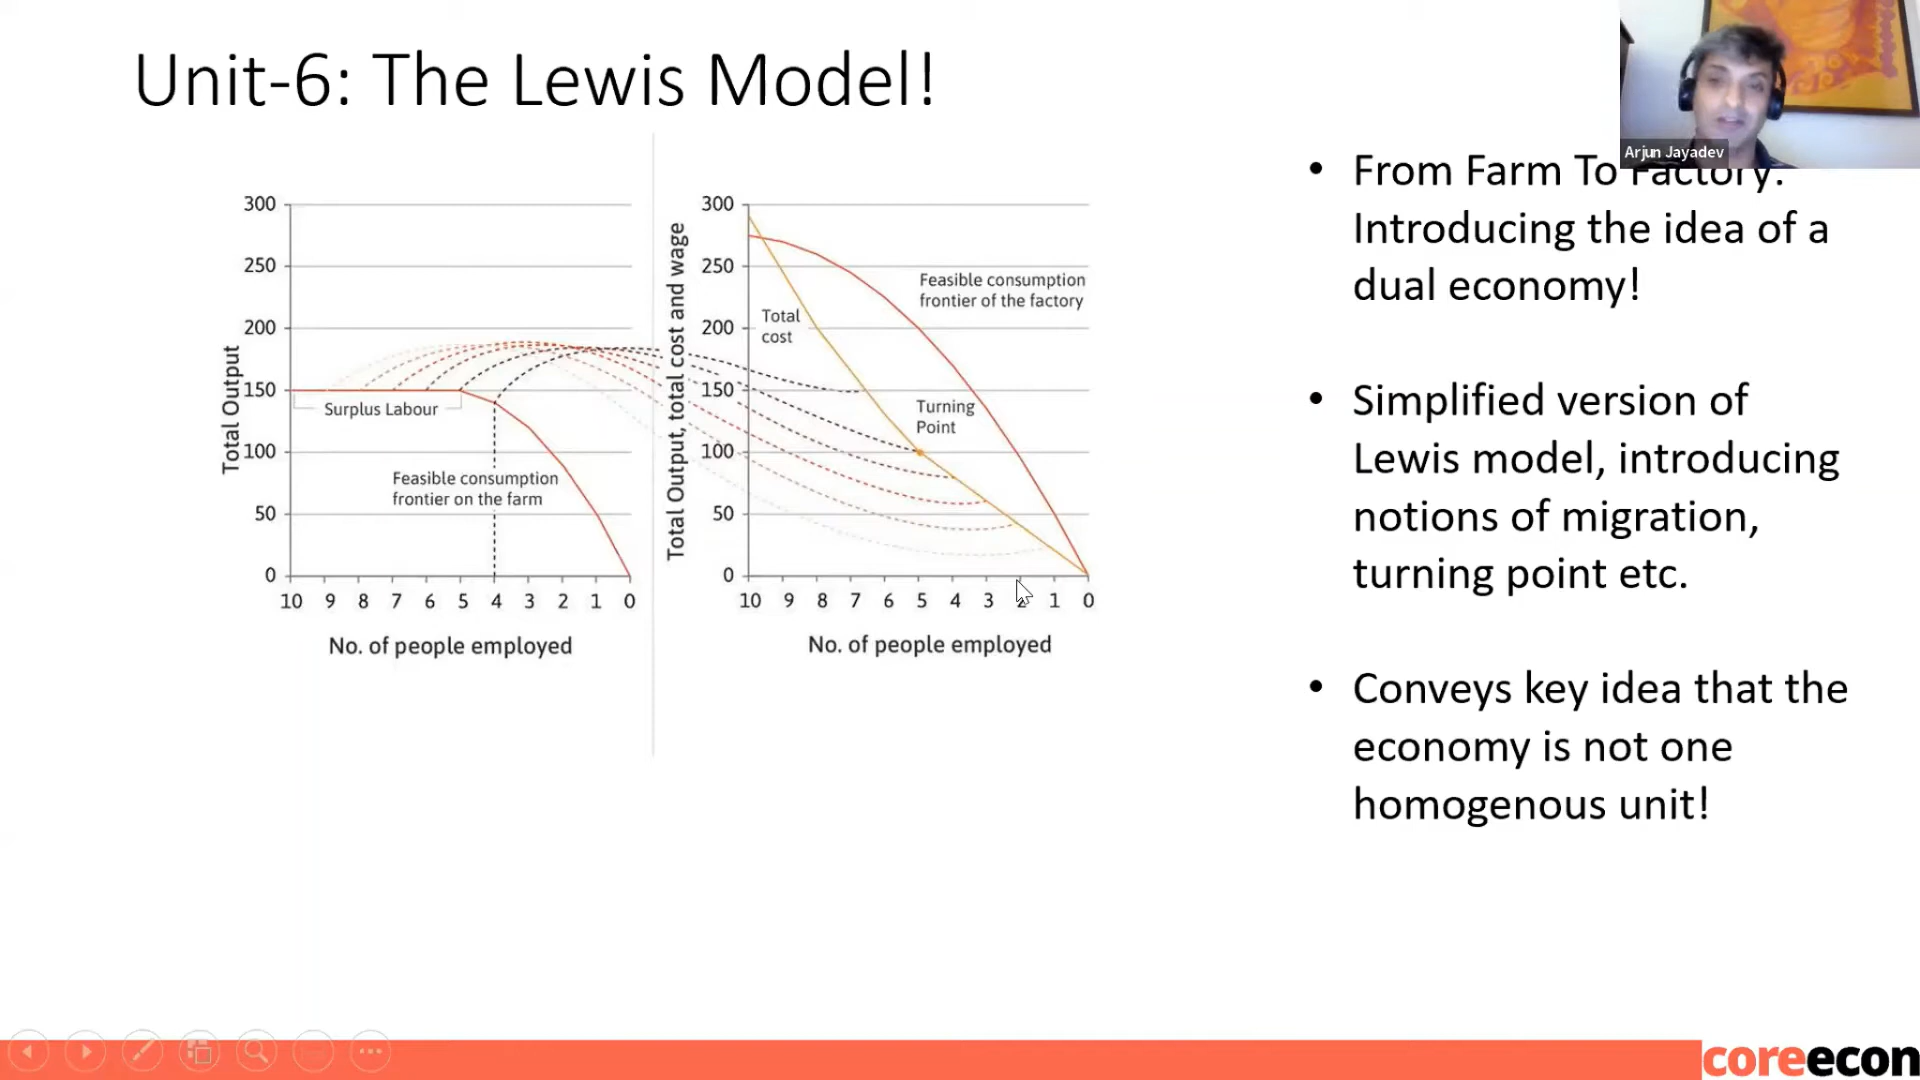 Unit-6: The Lewis Model!
Arjun Jayadev
300
250
200
150
100
50
0
Total Output
Surplus Labour
Feasible consumption
frontier on the farm
10 9 8 7 6 5 4 3 2 1 0
No. of people employed
300
250
200
150
100
50
0
Total Output, total cost and wage
Total
cost
Feasible consumption
frontier of the factory
Turning
Point
10 9 8 7 6 5 4 3 2 1 0
No. of people employed
• From Farm To Factory:
Introducing the idea of a
dual economy!
• Simplified version of
Lewis model, introducing
notions of migration,
turning point etc.
• Conveys key idea that the
economy is not one
homogenous unit!
coreecon